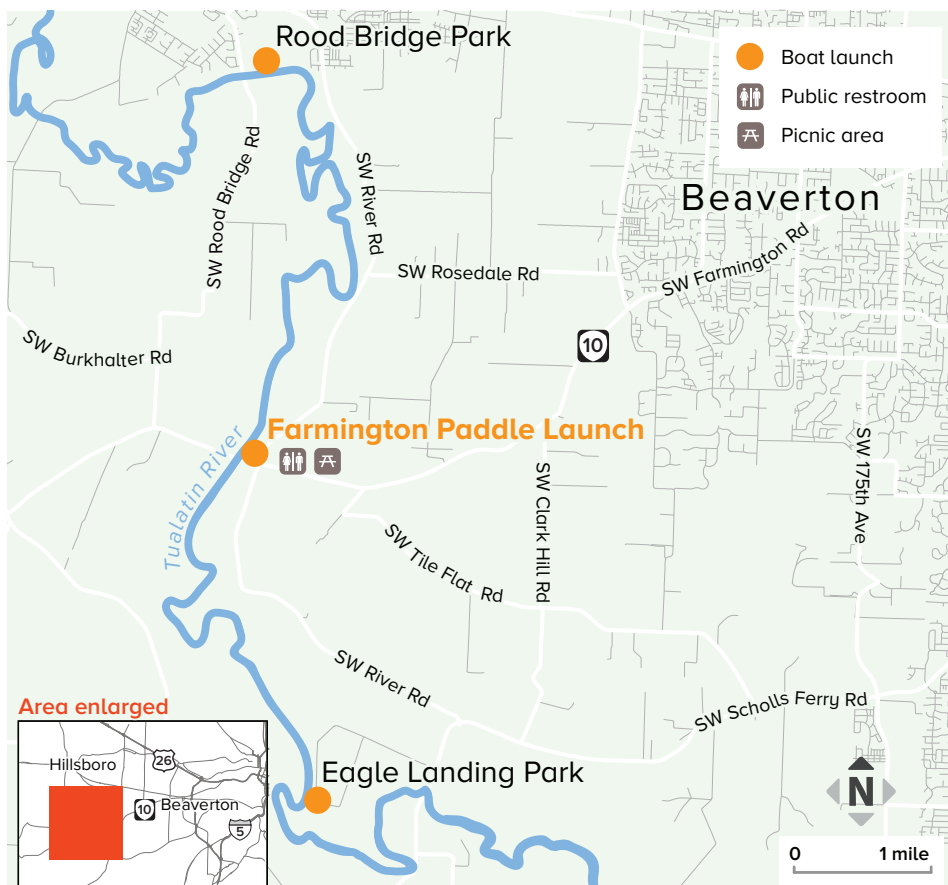 Rood Bridge Park
Boat launch
Public restroom
Picnic area
Beaverton
SW Rood Bridge Rd
SW River Rd
SW Rosedale Rd
SW Farmington Rd
10
SW Burkhalter Rd
Farmington Paddle Launch
Tualatin River
SW Clark Hill Rd
SW 175th Ave
SW Tile Flat Rd
SW River Rd
SW Scholls Ferry Rd
Area enlarged
26
Hillsboro
10
Beaverton
5
Eagle Landing Park
N
0 1 mile